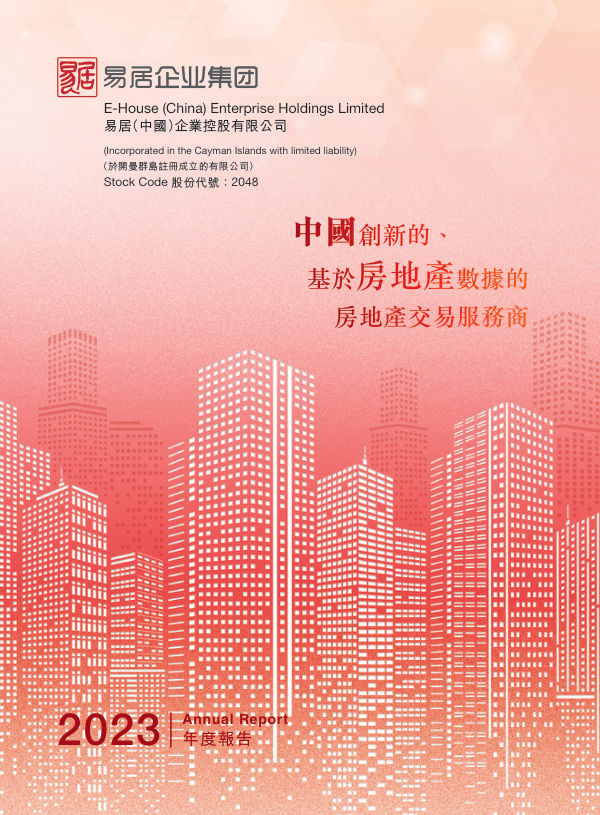 易居
易居企业集团
E-House (China) Enterprise Holdings Limited
易居（中國）企業控股有限公司
(Incorporated in the Cayman Islands with limited liability)
（於開曼群島註冊成立的有限公司）
Stock Code 股份代號：2048
中國創新的、
基於房地產數據的
房地產交易服務商
2023
Annual Report
年度報告